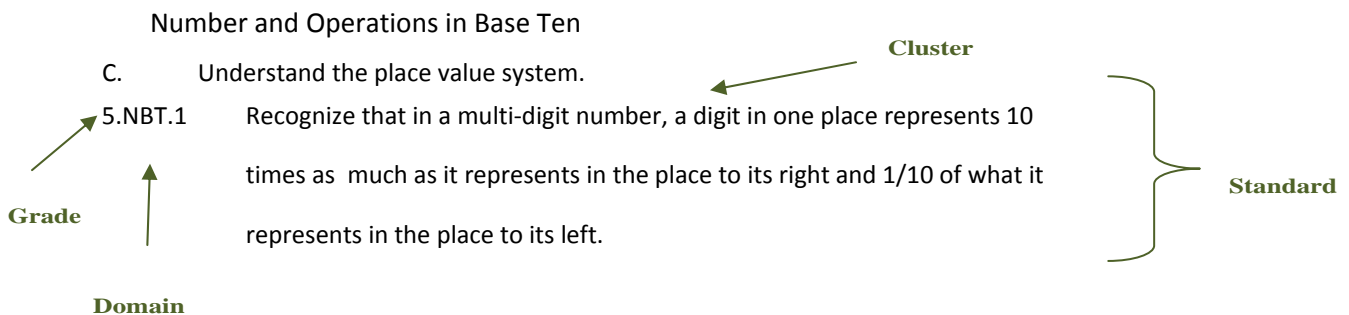 Number and Operations in Base Ten
Cluster
C. Understand the place value system.
5.NBT.1 Recognize that in a multi-digit number, a digit in one place represents 10
times as much as it represents in the place to its right and 1/10 of what it
Standard
Grade
represents in the place to its left.
Domain